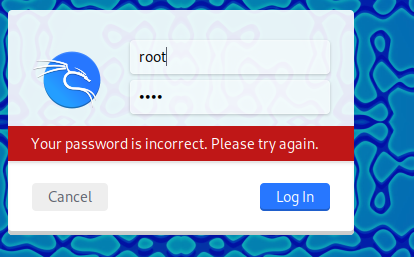 root
••••
Your password is incorrect. Please try again.
Cancel
Log In